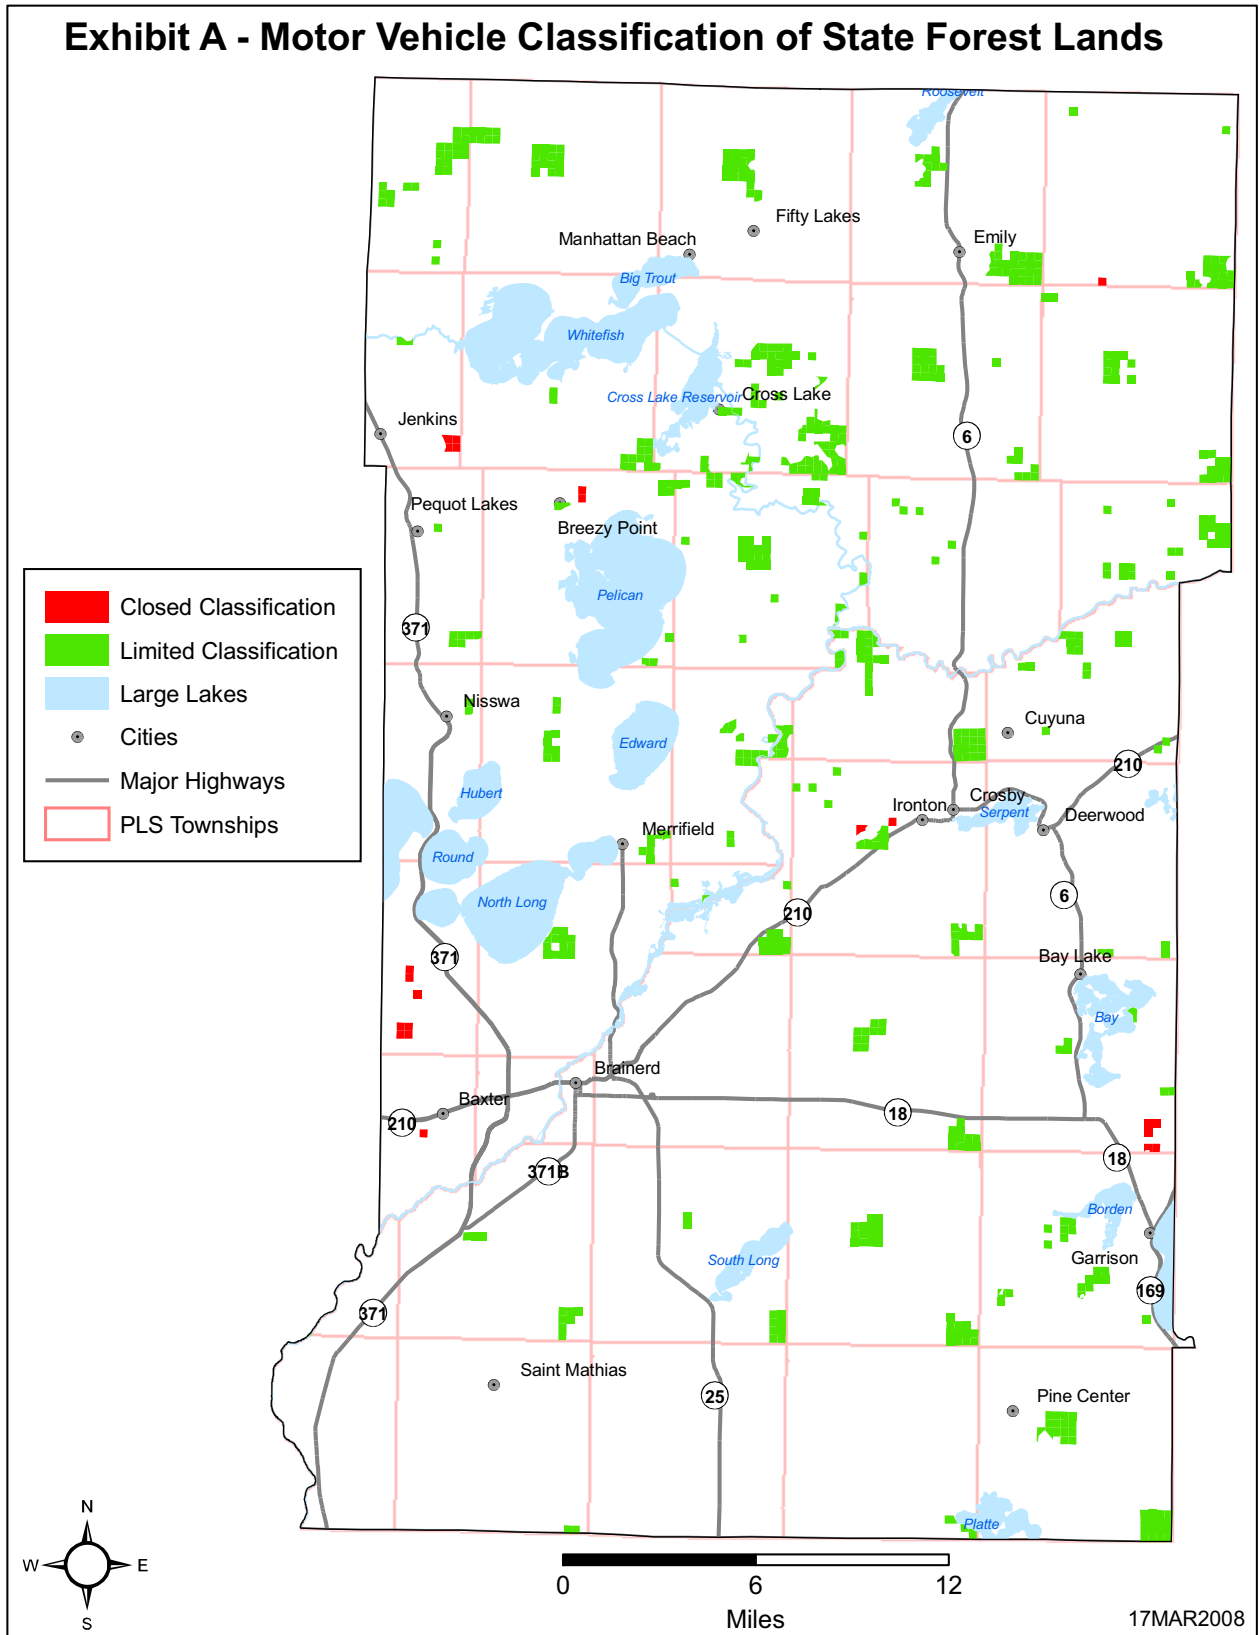 Exhibit A - Motor Vehicle Classification of State Forest Lands
Roosevelt
Fifty Lakes
Manhattan Beach
Emily
Big Trout
Whitefish
Cross Lake Reservoir
Cross Lake
Jenkins
6
Pequot Lakes
Breezy Point
Closed Classification
Limited Classification
Large Lakes
Cities
Major Highways
PLS Townships
Pelican
371
Nisswa
Cuyuna
Edward
210
Hubert
Ironton
Crosby
Serpent
Deerwood
Merrifield
Round
6
North Long
210
371
Bay Lake
Bay
Brainerd
Baxter
210
18
371B
18
Borden
South Long
Garrison
169
371
Saint Mathias
25
Pine Center
Platte
N
W
E
S
0
6
12
Miles
17MAR2008